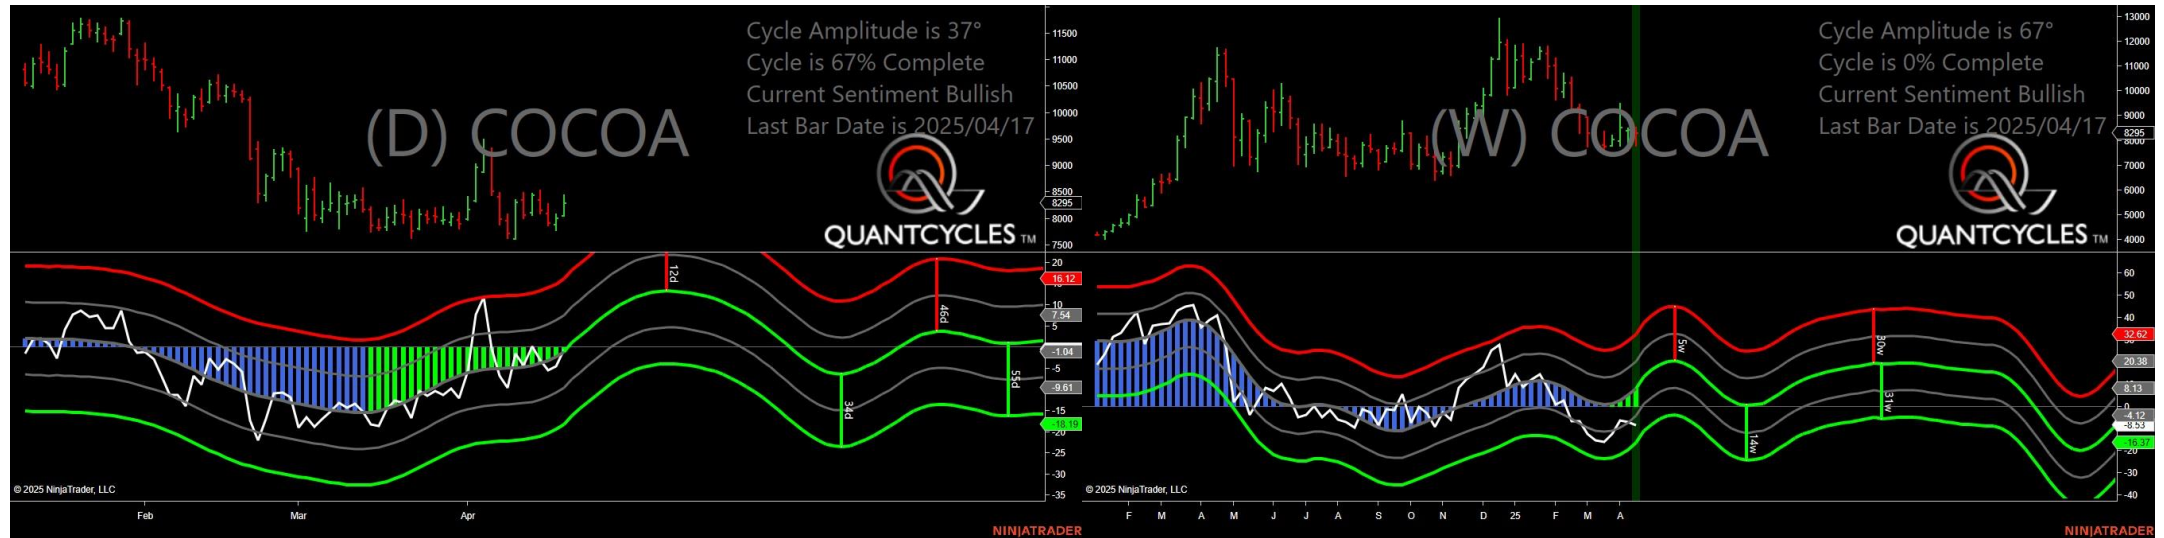 Cycle Amplitude is 37°
Cycle is 67% Complete
Current Sentiment Bullish
Last Bar Date is 2025/04/17
(D) COCOA
QUANTCYCLES TM
11500
11000
10500
10000
9500
9000
8500
8295
8000
7500
20
16.12
10
7.54
5
-1.04
-5
-9.61
-15
-18.19
-20
-25
-30
-35
12d
34d
46d
55d
© 2025 NinjaTrader, LLC
Feb Mar Apr
NINJATRADER
Cycle Amplitude is 67°
Cycle is 0% Complete
Current Sentiment Bullish
Last Bar Date is 2025/04/17
(W) COCOA
QUANTCYCLES TM
13000
12000
11000
10000
9000
8295
8000
7000
6000
5000
4000
60
50
40
32.62
20.38
8.13
0
-4.12
-8.53
-16.37
-20
-30
-40
5w
14w
30w
31w
© 2025 NinjaTrader, LLC
F M A M J J A S O N D 25 F M A
NINJATRADER